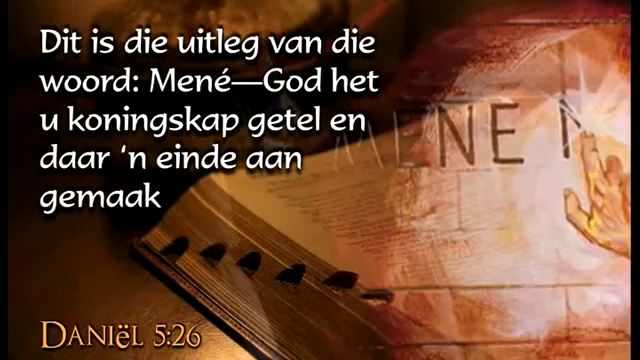 Dit is die uitleg van die
woord: Mené—God het
u koningskap getel en
daar ‘n einde aan
gemaak
MENE
DANIËL 5:26